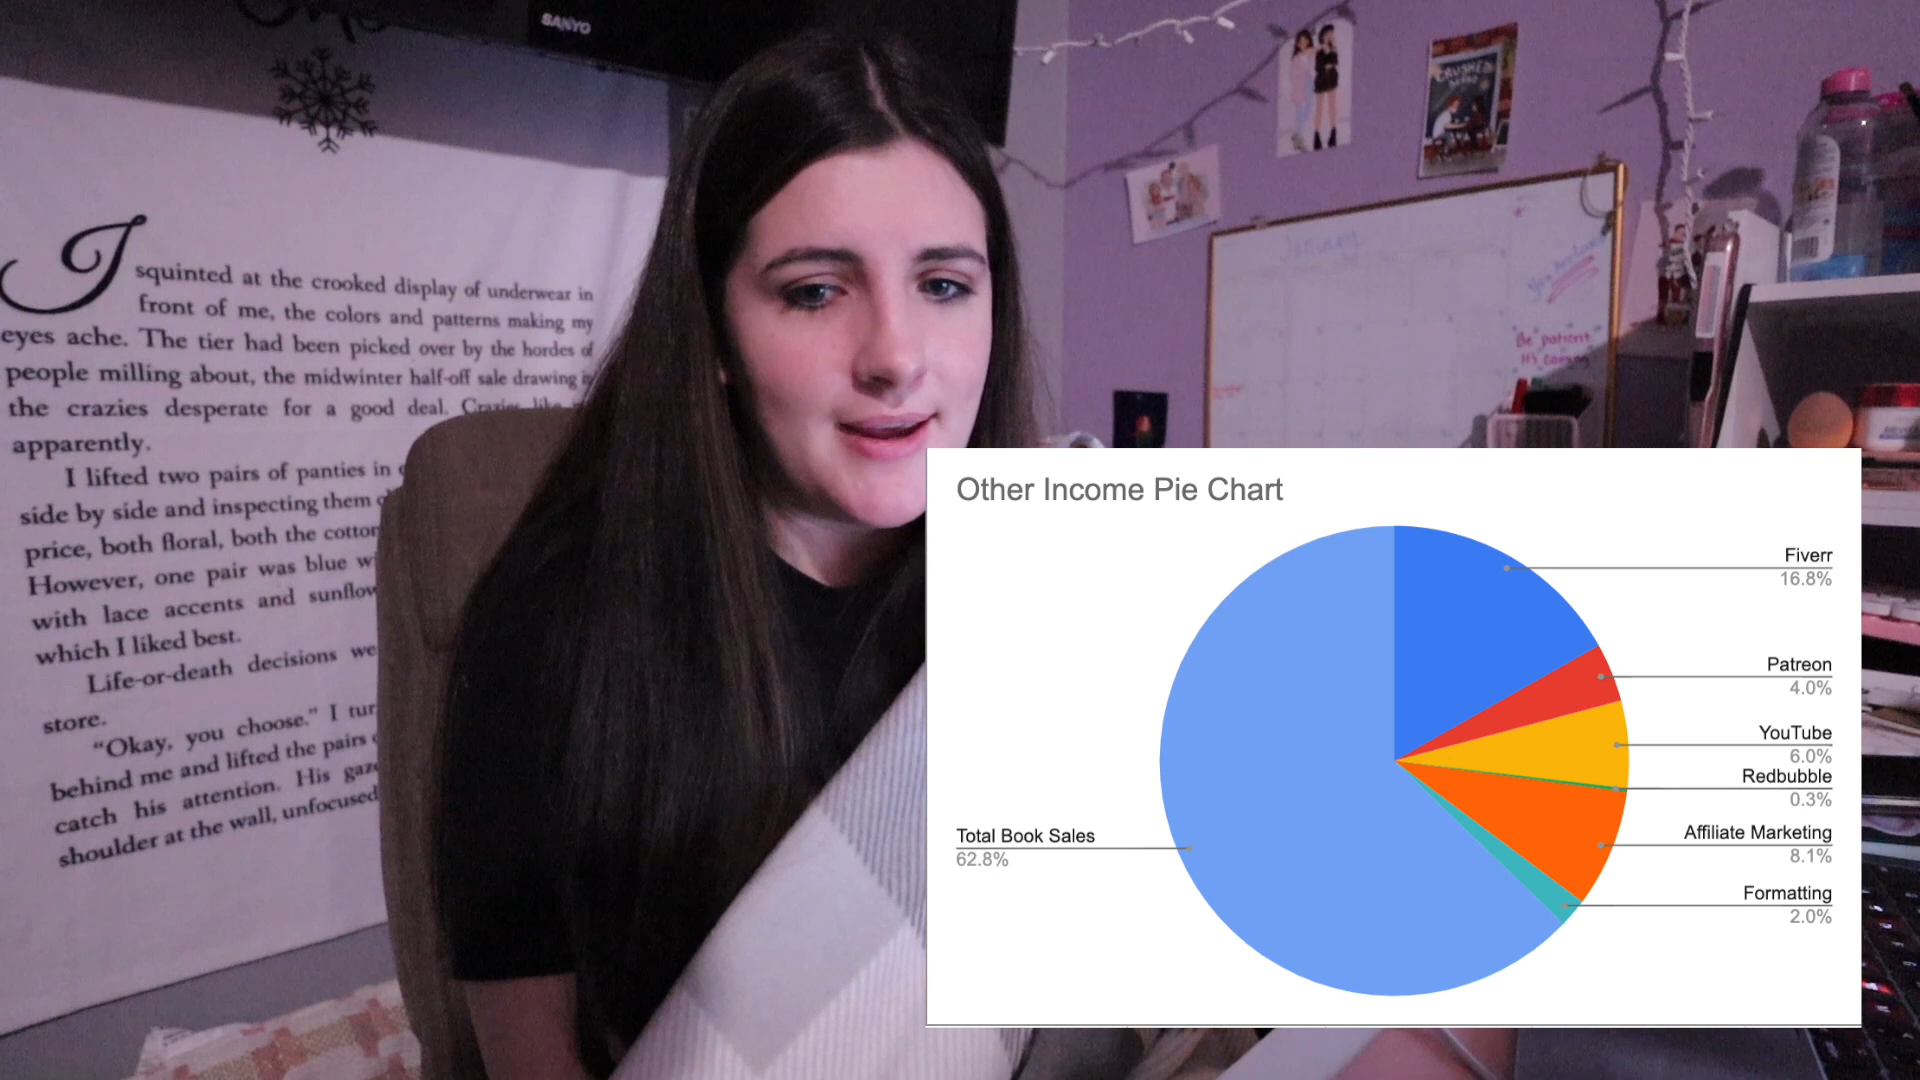 SANYO
CRUSHED
January
Be patient
I squinted at the crooked display of underwear in
front of me, the colors and patterns making my
eyes ache. The tier had been picked over by the hordes of
people milling about, the midwinter half-off sale drawing
the crazies desperate for a good deal. Crazies like
apparently.
I lifted two pairs of panties in
side by side and inspecting them
price, both floral, both the cotton
However, one pair was blue
with lace accents and
which I liked best.
Life-or-death decisions
store.
"Okay, you choose." I
behind me and lifted the pairs
catch his attention. His
shoulder at the wall, unfocused
Other Income Pie Chart
Fiverr
16.8%
Patreon
4.0%
YouTube
6.0%
Redbubble
0.3%
Affiliate Marketing
8.1%
Formatting
2.0%
Total Book Sales
62.8%